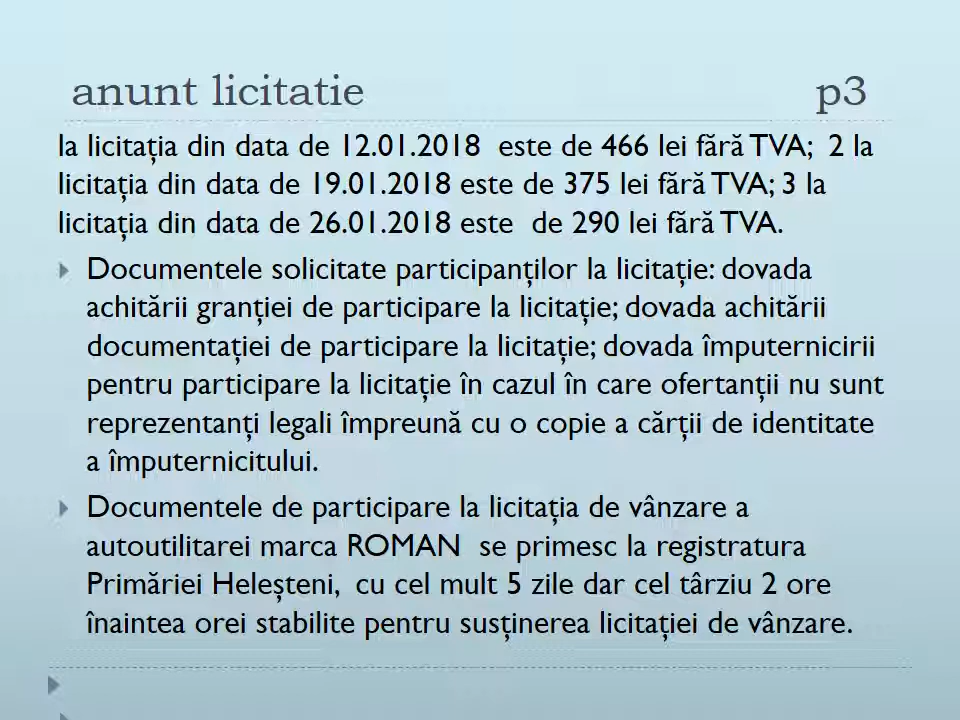 anunt licitatie p3
la licitația din data de 12.01.2018 este de 466 lei fără TVA; 2 la
licitația din data de 19.01.2018 este de 375 lei fără TVA; 3 la
licitația din data de 26.01.2018 este de 290 lei fără TVA.
Documentele solicitate participanților la licitație: dovada
achitării granției de participare la licitație; dovada achitării
documentației de participare la licitație; dovada împuternicirii
pentru participare la licitație în cazul în care ofertanții nu sunt
reprezentanți legali împreună cu o copie a cărții de identitate
a împuternicitului.
Documentele de participare la licitația de vânzare a
autoutilitarei marca ROMAN se primesc la registratura
Primăriei Heleșteni, cu cel mult 5 zile dar cel târziu 2 ore
înaintea orei stabilite pentru susținerea licitației de vânzare.